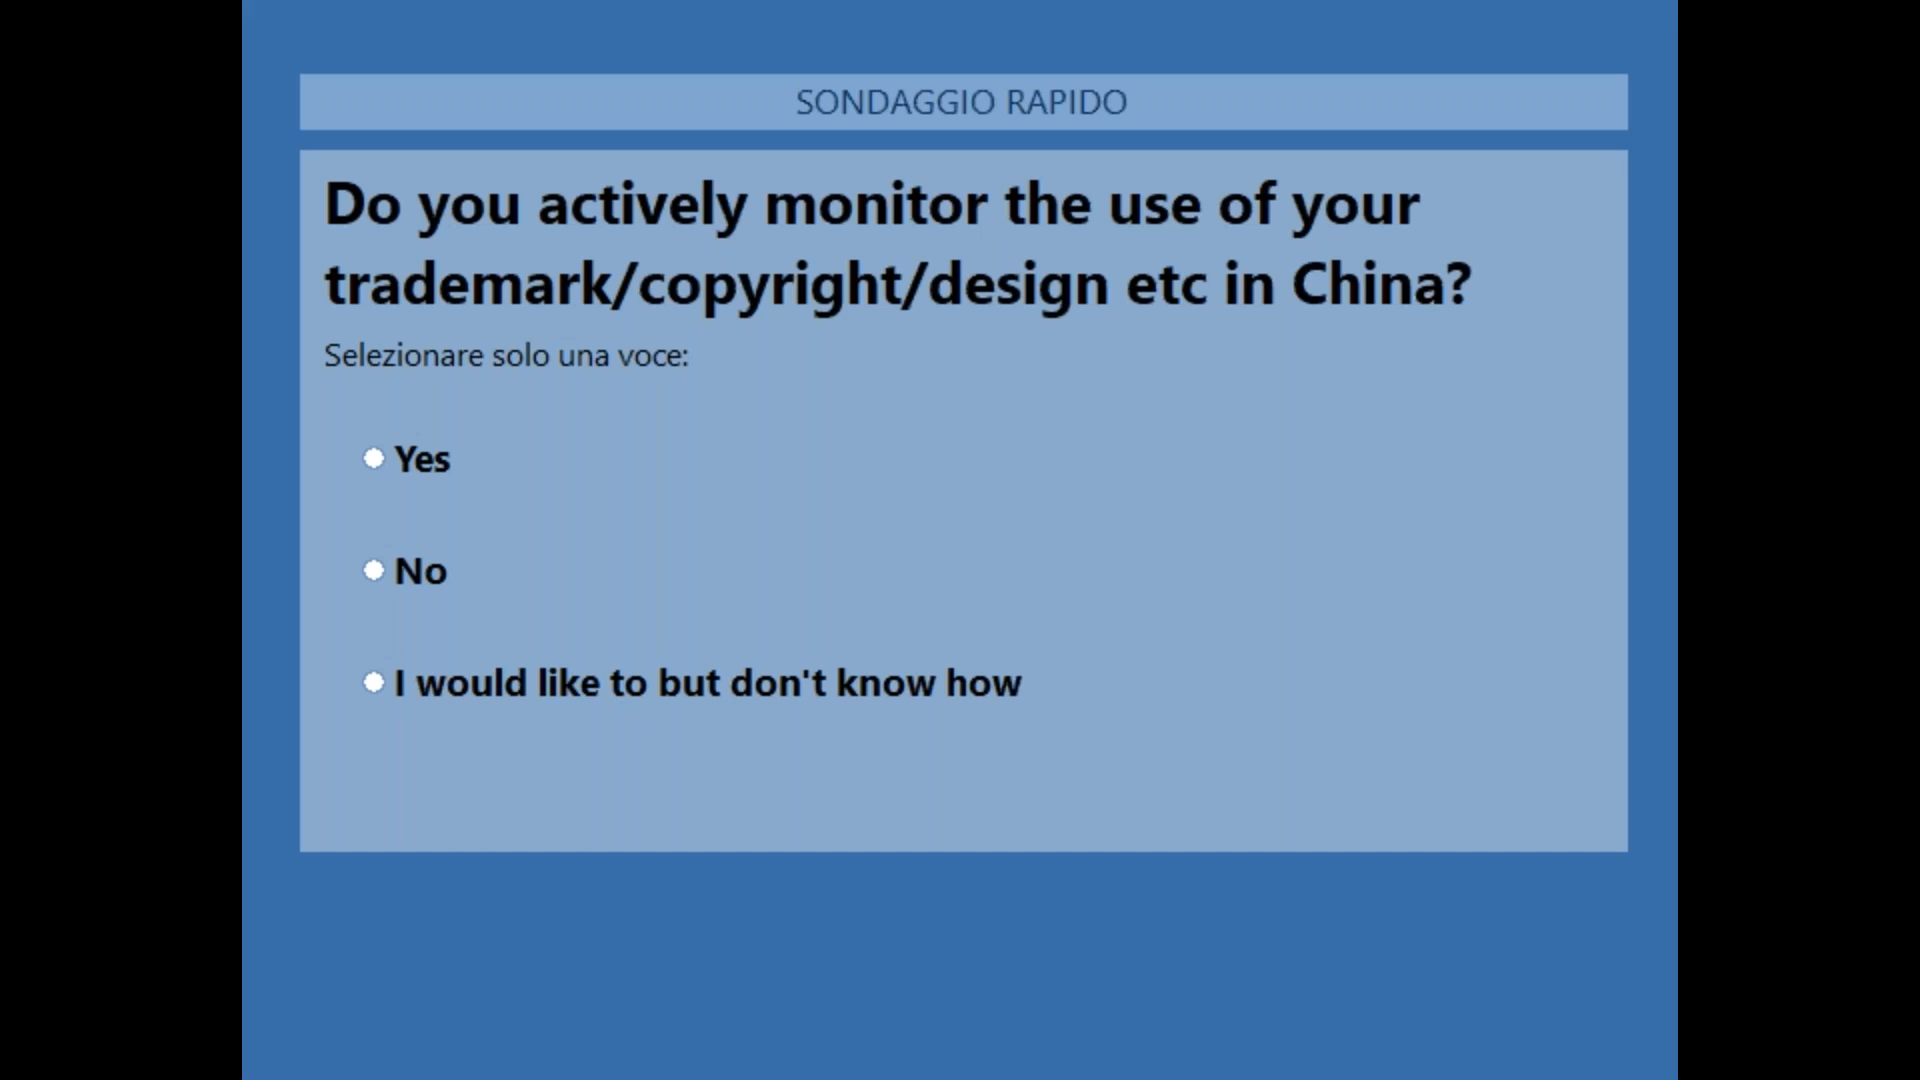 SONDAGGIO RAPIDO
Do you actively monitor the use of your
trademark/copyright/design etc in China?
Selezionare solo una voce:
Yes
No
I would like to but don't know how